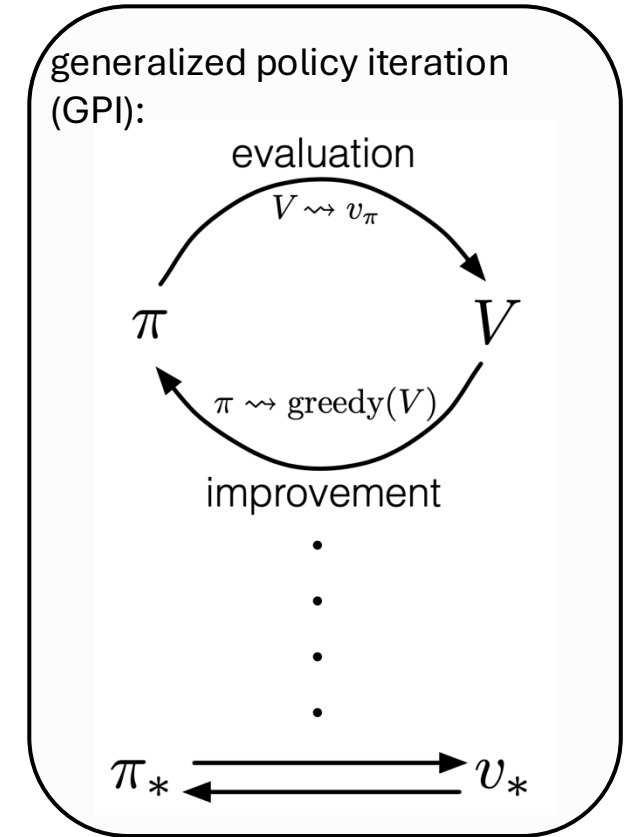 generalized policy iteration
(GPI):
evaluation
V ⇝ v_π
π V
π ⇝ greedy(V)
improvement
π_* v_*